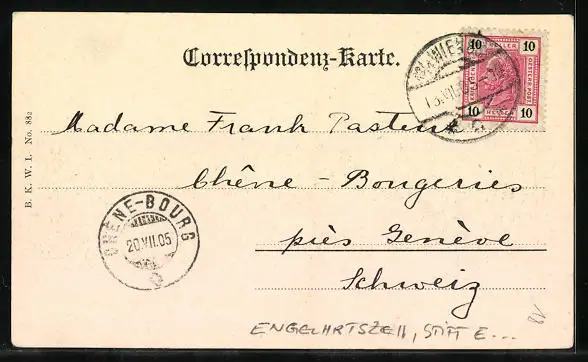 Correspondenz-Karte.
10 HELLER 10
10 10
WIEN
Madame Frank Pasteur
Chêne - Bougeries
près Genève
Schweiz
CHÊNE-BOURG
20.VII.05
B. K. W. I. No. 882
ENGELHARTSZELL, STIFT E...